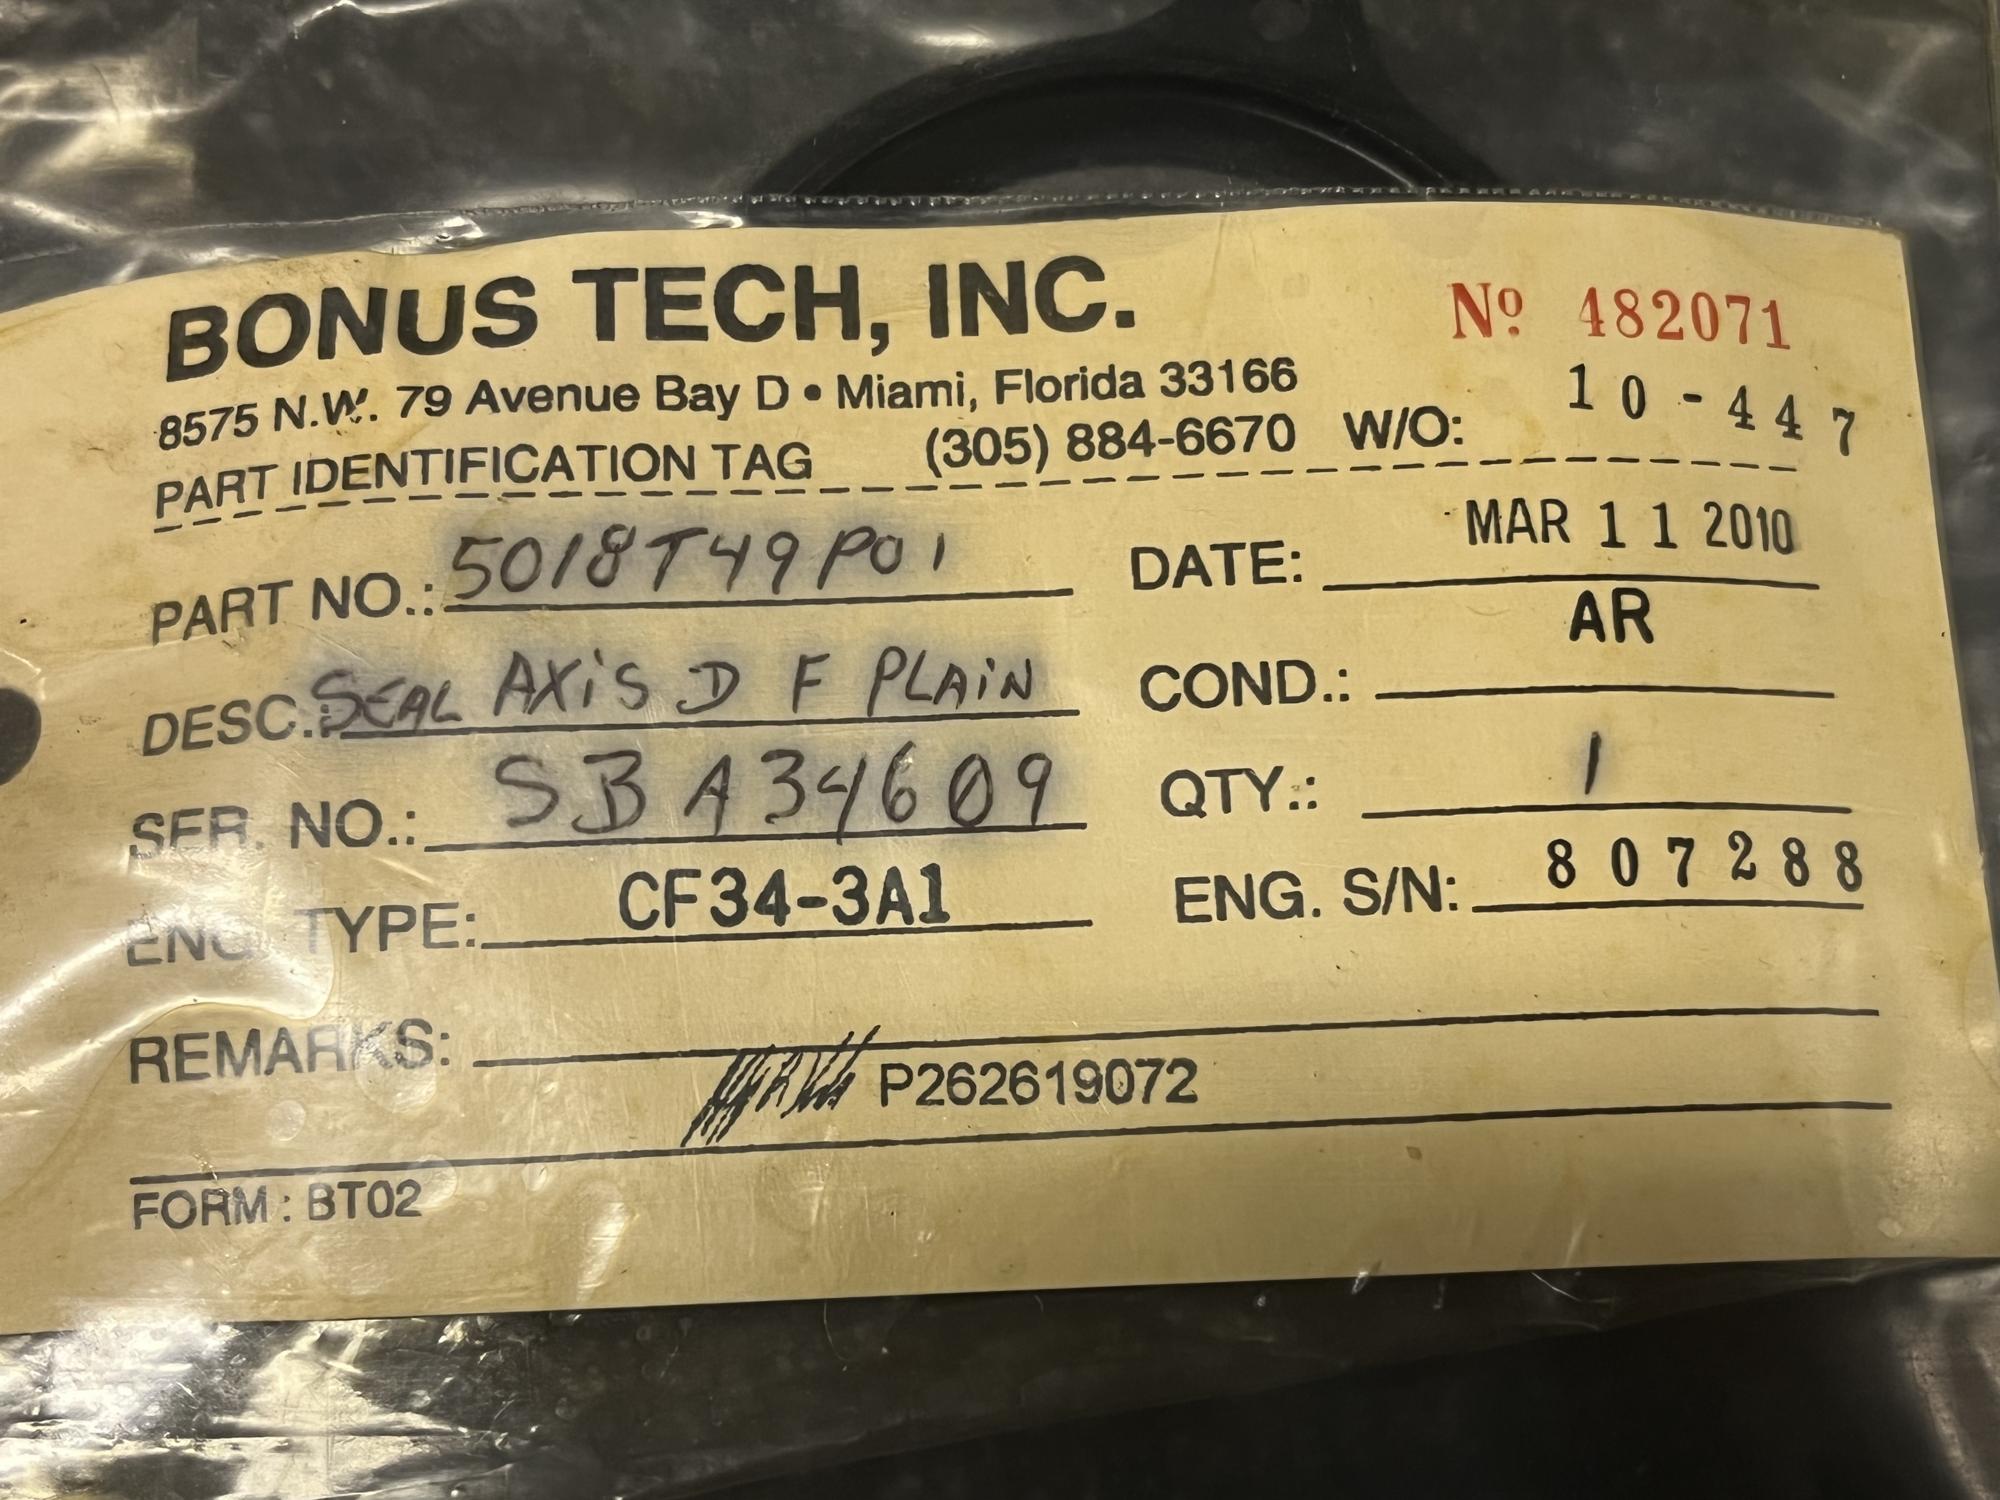 BONUS TECH, INC.
Nº 482071
8575 N.W. 79 Avenue Bay D • Miami, Florida 33166
PART IDENTIFICATION TAG (305) 884-6670 W/O: 10-447
PART NO.: 5018T49P01 DATE: MAR 11 2010
DESC.: SEAL AXIS D F PLAIN COND.: AR
SER. NO.: SBA34609 QTY.: 1
ENG. TYPE: CF34-3A1 ENG. S/N: 807288
REMARKS:
P262619072
FORM: BT02